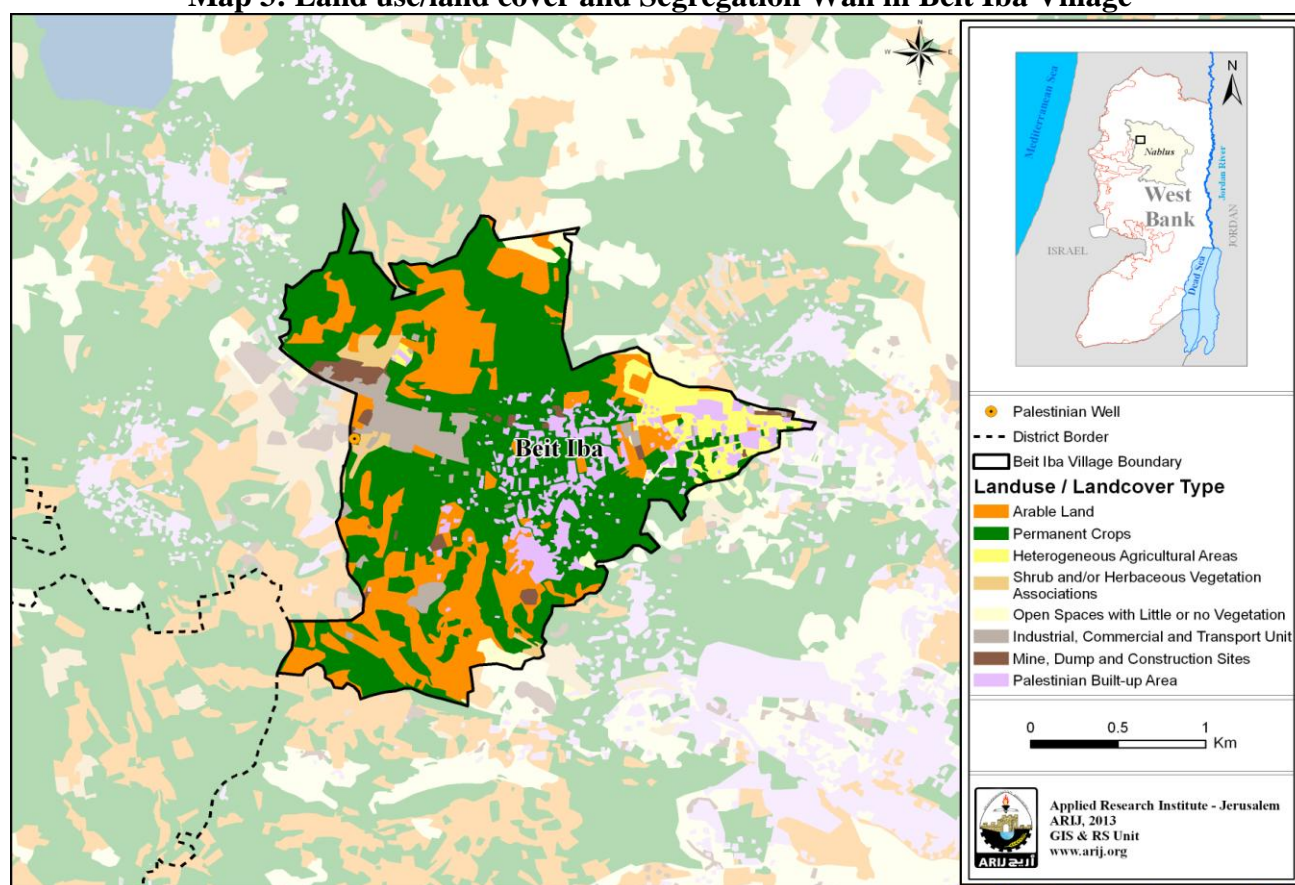 Map 3: Land use/land cover and Segregation Wall in Beit Iba Village
N
W
E
S
Beit Iba
N
Mediterranean Sea
Nablus
West
Bank
Jordan River
ISRAEL
JORDAN
Dead Sea
Palestinian Well
District Border
Beit Iba Village Boundary
Landuse / Landcover Type
Arable Land
Permanent Crops
Heterogeneous Agricultural Areas
Shrub and/or Herbaceous Vegetation
Associations
Open Spaces with Little or no Vegetation
Industrial, Commercial and Transport Unit
Mine, Dump and Construction Sites
Palestinian Built-up Area
0 0.5 1
Km
Applied Research Institute - Jerusalem
ARIJ, 2013
GIS & RS Unit
www.arij.org
ARIJ أريج